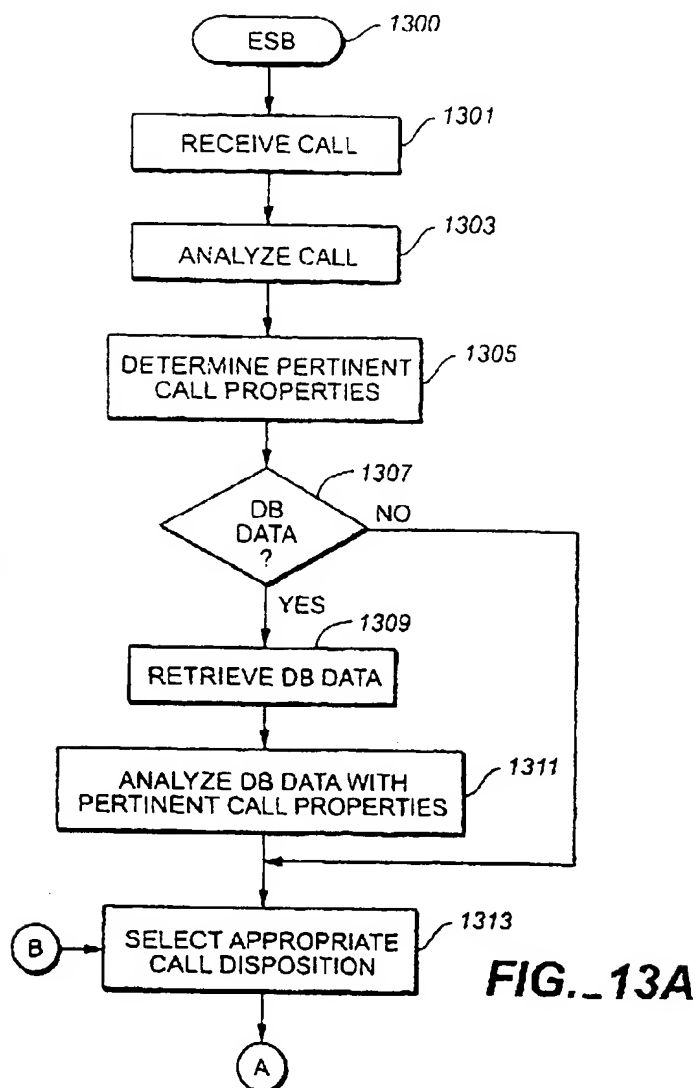 ESB
1300
RECEIVE CALL
1301
ANALYZE CALL
1303
DETERMINE PERTINENT
CALL PROPERTIES
1305
DB
DATA
?
1307
NO
YES
1309
RETRIEVE DB DATA
ANALYZE DB DATA WITH
PERTINENT CALL PROPERTIES
1311
B
SELECT APPROPRIATE
CALL DISPOSITION
1313
FIG._13A
A